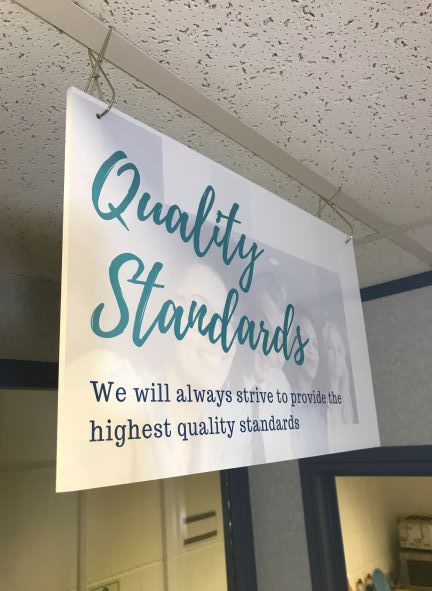 Quality
Standards
We will always strive to provide the
highest quality standards